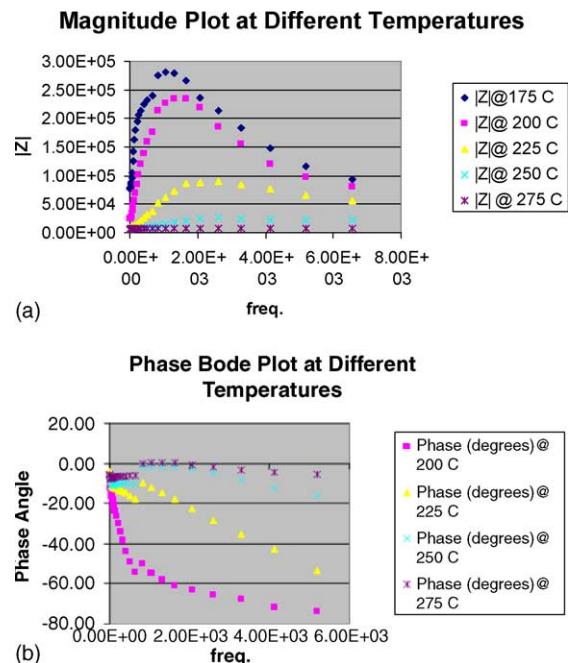 Magnitude Plot at Different Temperatures
3.00E+05
2.50E+05
2.00E+05
1.50E+05
1.00E+05
5.00E+04
0.00E+00
|Z|
0.00E+ 2.00E+ 4.00E+ 6.00E+ 8.00E+
00 03 03 03 03
freq.
|Z|@175 C
|Z|@ 200 C
|Z|@ 225 C
|Z|@ 250 C
|Z| @ 275 C
(a)
Phase Bode Plot at Different
Temperatures
20.00
0.00
-20.00
-40.00
-60.00
-80.00
Phase Angle
0.00E+00 2.00E+03 4.00E+03 6.00E+03
freq.
Phase (degrees)@
200 C
Phase (degrees)@
225 C
Phase (degrees)@
250 C
Phase (degrees)@
275 C
(b)